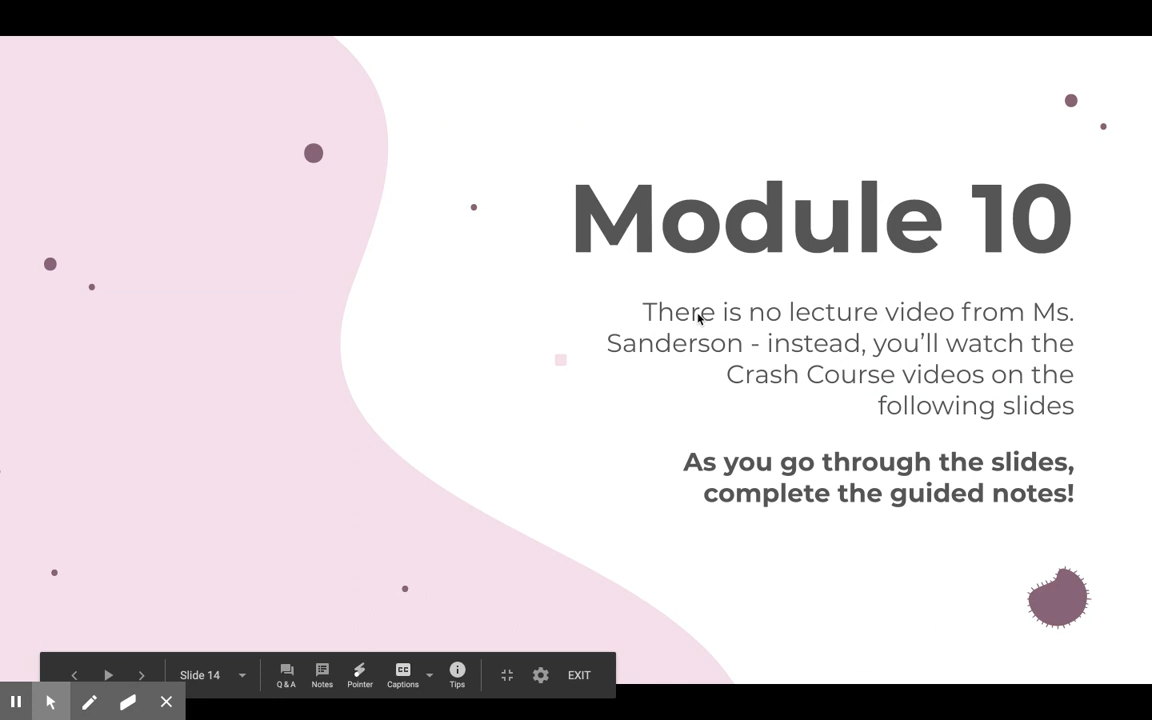 Module 10
There is no lecture video from Ms.
Sanderson - instead, you’ll watch the
Crash Course videos on the
following slides
As you go through the slides,
complete the guided notes!
Slide 14
Q & A
Notes
Pointer
CC
Captions
Tips
EXIT